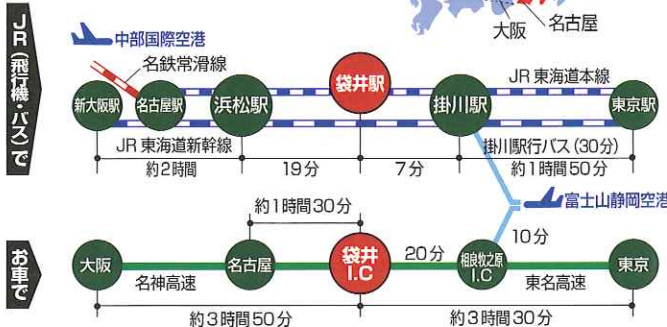 大阪
名古屋
JR(飛行機・バス)で
中部国際空港
名鉄常滑線
袋井駅
JR東海道本線
新大阪駅
名古屋駅
浜松駅
掛川駅
東京駅
JR東海道新幹線
掛川駅行バス(30分)
約2時間
19分
7分
約1時間50分
富士山静岡空港
約1時間30分
10分
お車で
大阪
名神高速
名古屋
袋井
I.C
20分
相良牧之原
I.C
東名高速
東京
約3時間50分
約3時間30分